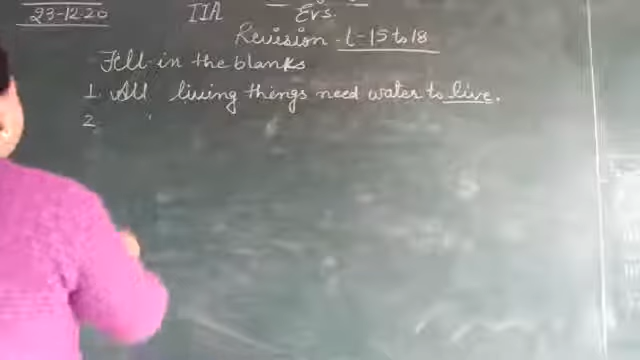 23-12-20 IIA Evs.
Revision - L-15 to 18
Fill in the blanks
1. All living things need water to live.
2